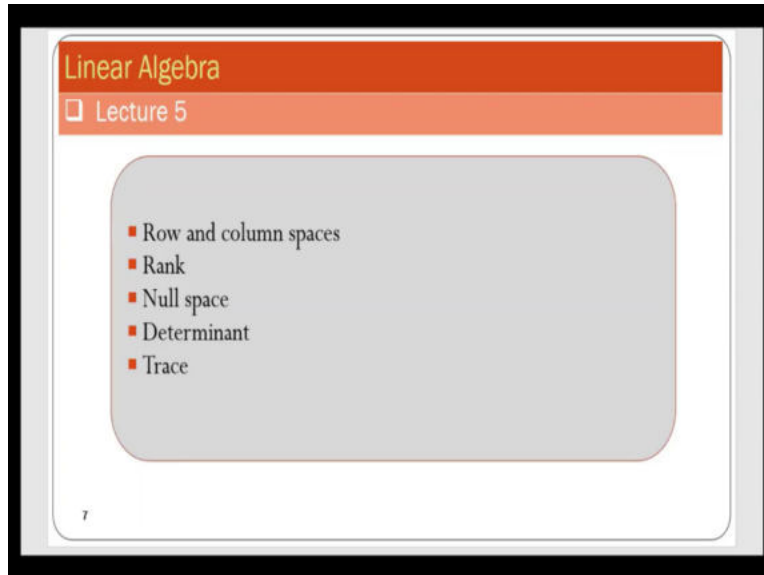 Linear Algebra
Lecture 5
Row and column spaces
Rank
Null space
Determinant
Trace
7